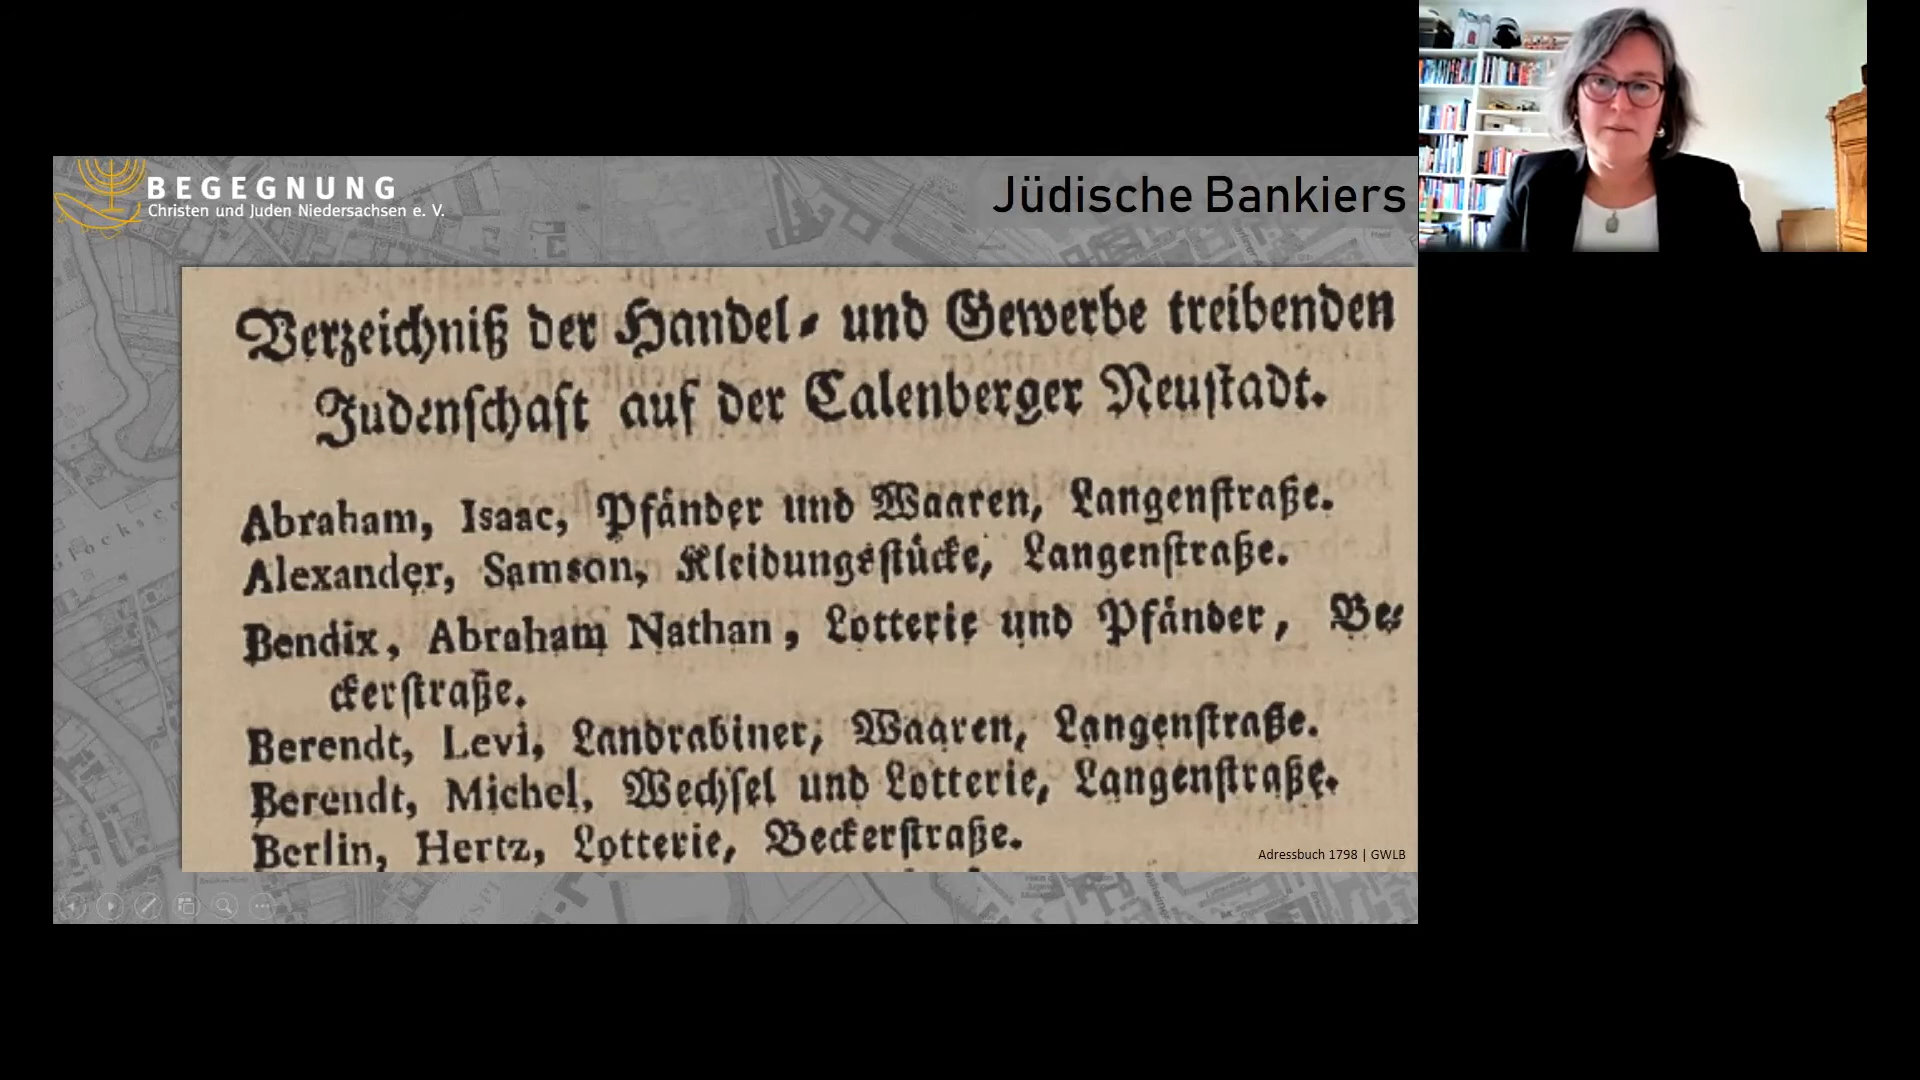 BEGEGNUNG
Christen und Juden Niedersachsen e. V.
Jüdische Bankiers
Verzeichniß der Handel- und Gewerbe treibenden
Judenschaft auf der Calenberger Neustadt.
Abraham, Isaac, Pfänder und Waaren, Langenstraße.
Alexander, Samson, Kleidungsstücke, Langenstraße.
Bendix, Abraham Nathan, Lotterie und Pfänder, Be-
ckerstraße.
Berendt, Levi, Landrabiner, Waaren, Langenstraße.
Berendt, Michel, Wechsel und Lotterie, Langenstraße.
Berlin, Hertz, Lotterie, Beckerstraße.
Adressbuch 1798 | GWLB